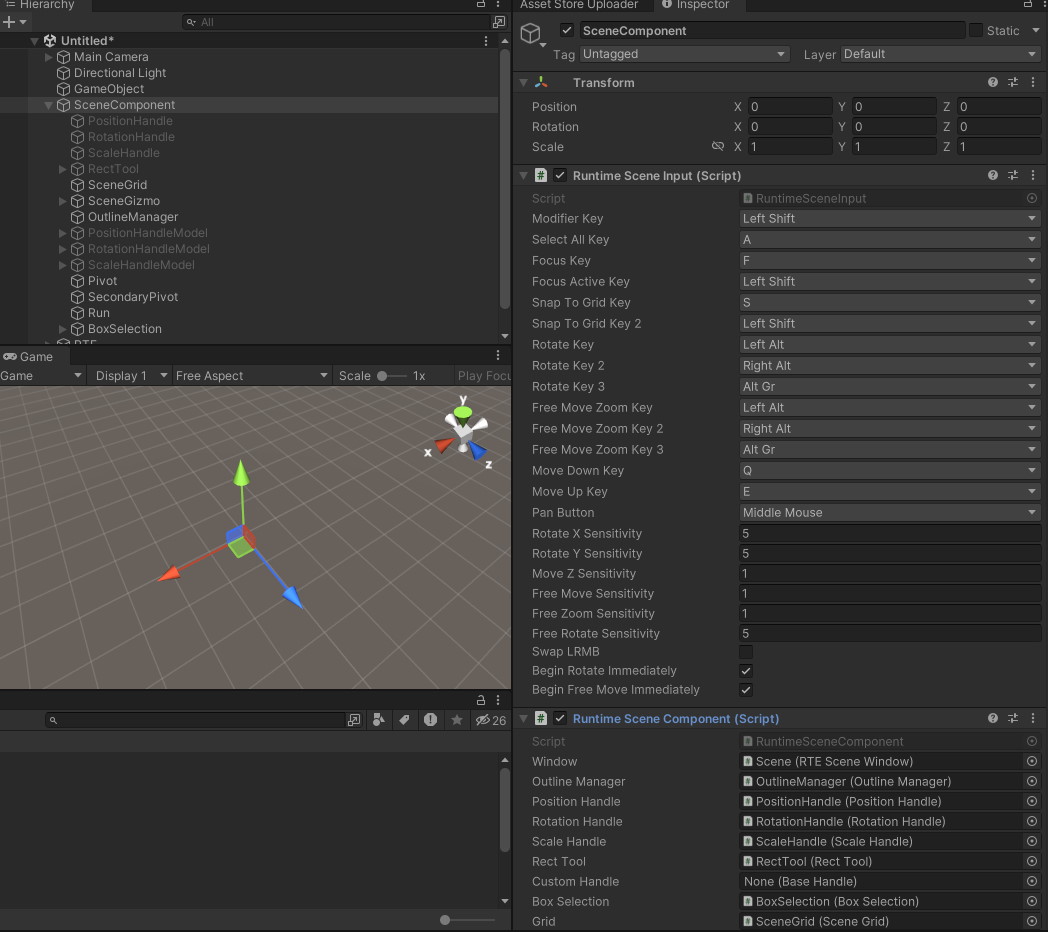 Hierarchy
All
Untitled*
Main Camera
Directional Light
GameObject
SceneComponent
PositionHandle
RotationHandle
ScaleHandle
RectTool
SceneGrid
SceneGizmo
OutlineManager
PositionHandleModel
RotationHandleModel
ScaleHandleModel
Pivot
SecondaryPivot
Run
BoxSelection
Game
Game Display 1 Free Aspect Scale 1x Play Focu
y
x
z
26
Asset Store Uploader Inspector
SceneComponent Static
Tag Untagged Layer Default
Transform
Position X 0 Y 0 Z 0
Rotation X 0 Y 0 Z 0
Scale X 1 Y 1 Z 1
# Runtime Scene Input (Script)
Script # RuntimeSceneInput
Modifier Key Left Shift
Select All Key A
Focus Key F
Focus Active Key Left Shift
Snap To Grid Key S
Snap To Grid Key 2 Left Shift
Rotate Key Left Alt
Rotate Key 2 Right Alt
Rotate Key 3 Alt Gr
Free Move Zoom Key Left Alt
Free Move Zoom Key 2 Right Alt
Free Move Zoom Key 3 Alt Gr
Move Down Key Q
Move Up Key E
Pan Button Middle Mouse
Rotate X Sensitivity 5
Rotate Y Sensitivity 5
Move Z Sensitivity 1
Free Move Sensitivity 1
Free Zoom Sensitivity 1
Free Rotate Sensitivity 5
Swap LRMB
Begin Rotate Immediately
Begin Free Move Immediately
# Runtime Scene Component (Script)
Script # RuntimeSceneComponent
Window # Scene (RTE Scene Window)
Outline Manager # OutlineManager (Outline Manager)
Position Handle # PositionHandle (Position Handle)
Rotation Handle # RotationHandle (Rotation Handle)
Scale Handle # ScaleHandle (Scale Handle)
Rect Tool # RectTool (Rect Tool)
Custom Handle None (Base Handle)
Box Selection # BoxSelection (Box Selection)
Grid # SceneGrid (Scene Grid)